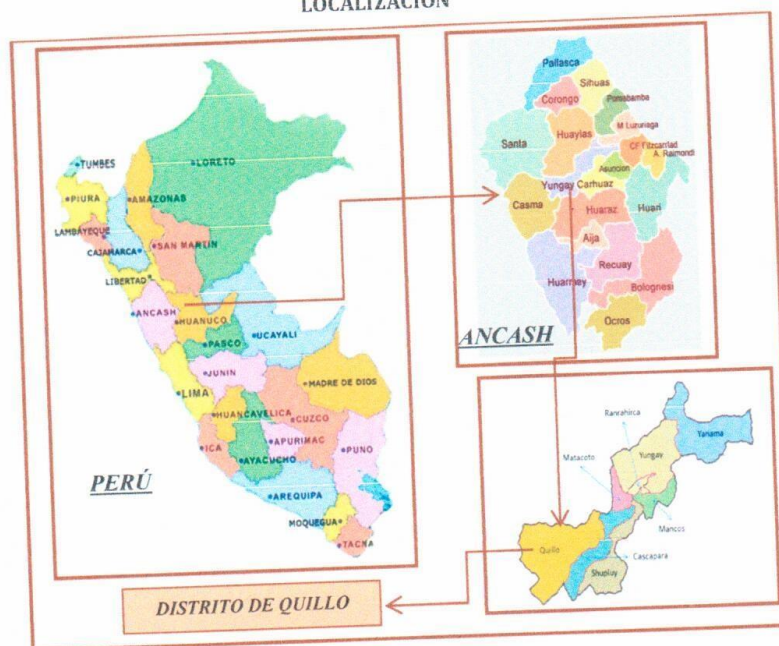 LOCALIZACIÓN
TUMBES
LORETO
PIURA
AMAZONAS
LAMBAYEQUE
SAN MARTIN
CAJAMARCA
LIBERTAD
ANCASH
HUANUCO
PASCO
UCAYALI
JUNIN
LIMA
MADRE DE DIOS
HUANCAVELICA
CUZCO
ICA
APURIMAC
AYACUCHO
PUNO
AREQUIPA
MOQUEGUA
TACNA
PERÚ
Pallasca
Sihuas
Corongo
Pomabamba
Santa
Huaylas
M Luzuriaga
CF Fitzcarrlad
A. Raimondi
Asuncion
Yungay Carhuaz
Casma
Huaraz
Huari
Aija
Recuay
Huarmey
Bolognesi
Ocros
ANCASH
Ranrahirca
Yanama
Yungay
Matacoto
Mancos
Quillo
Cascapara
Shupluy
DISTRITO DE QUILLO